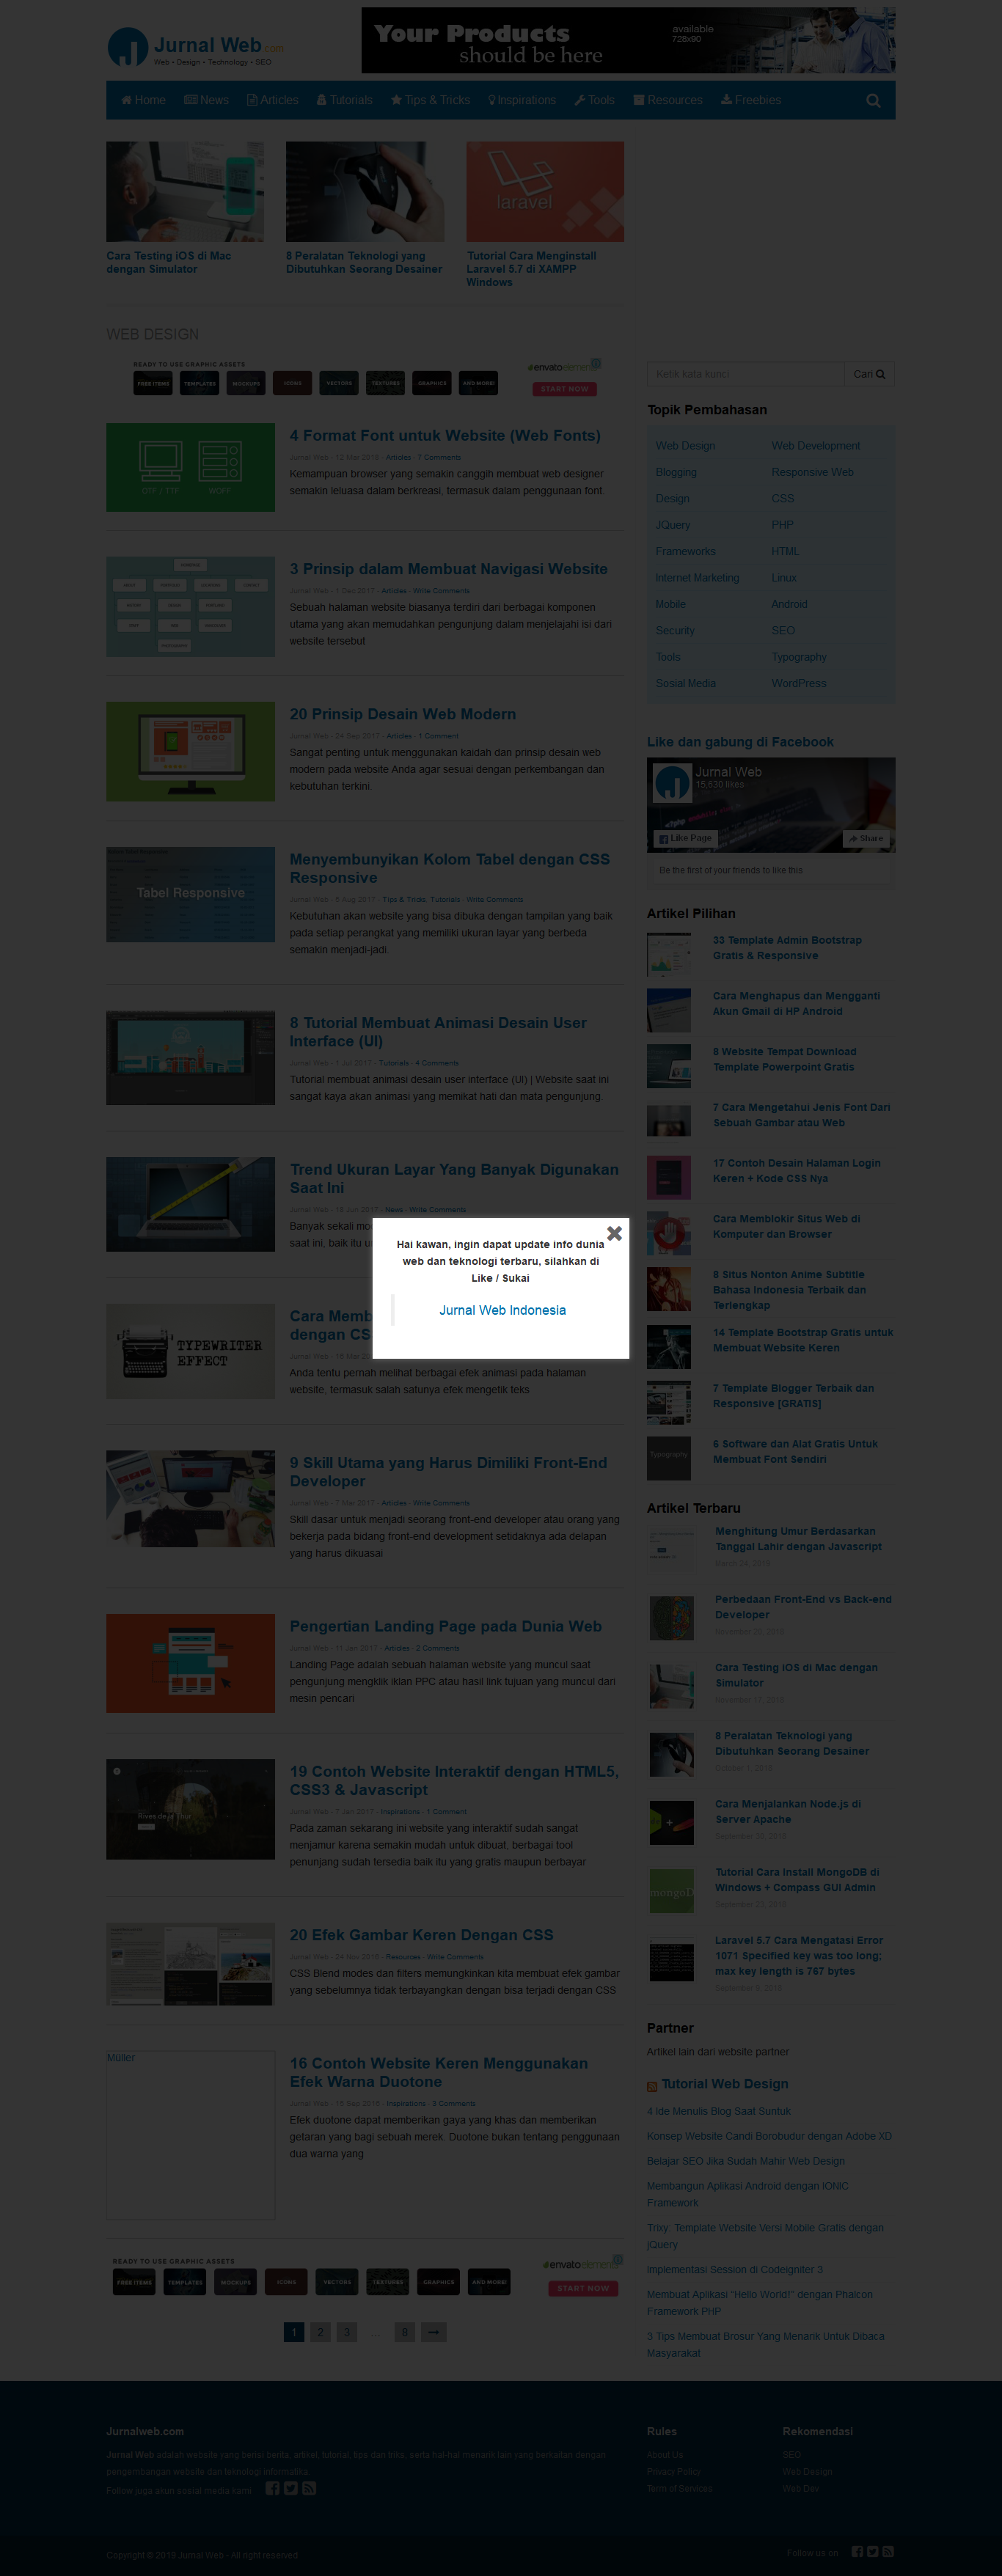 Jurnal Web.com
Web • Design • Technology • SEO
Your Products
should be here
available
728x90
Home
News
Articles
Tutorials
Tips & Tricks
Inspirations
Tools
Resources
Freebies
laravel
Cara Testing iOS di Mac
dengan Simulator
8 Peralatan Teknologi yang
Dibutuhkan Seorang Desainer
Tutorial Cara Menginstall
Laravel 5.7 di XAMPP
Windows
WEB DESIGN
READY TO USE GRAPHIC ASSETS
FREE ITEMS
TEMPLATES
MOCKUPS
ICONS
VECTORS
TEXTURES
GRAPHICS
AND MORE!
envatoelements
START NOW
OTF / TTF
WOFF
4 Format Font untuk Website (Web Fonts)
Jurnal Web - 12 Mar 2018 - Articles - 7 Comments
Kemampuan browser yang semakin canggih membuat web designer
semakin leluasa dalam berkreasi, termasuk dalam penggunaan font.
3 Prinsip dalam Membuat Navigasi Website
Jurnal Web - 1 Dec 2017 - Articles - Write Comments
Sebuah halaman website biasanya terdiri dari berbagai komponen
utama yang akan memudahkan pengunjung dalam menjelajahi isi dari
website tersebut
20 Prinsip Desain Web Modern
Jurnal Web - 24 Sep 2017 - Articles - 1 Comment
Sangat penting untuk menggunakan kaidah dan prinsip desain web
modern pada website Anda agar sesuai dengan perkembangan dan
kebutuhan terkini.
Tabel Responsive
Menyembunyikan Kolom Tabel dengan CSS
Responsive
Jurnal Web - 6 Aug 2017 - Tips & Tricks, Tutorials - Write Comments
Kebutuhan akan website yang bisa dibuka dengan tampilan yang baik
pada setiap perangkat yang memiliki ukuran layar yang berbeda
semakin menjadi-jadi.
8 Tutorial Membuat Animasi Desain User
Interface (UI)
Jurnal Web - 7 Jul 2017 - Tutorials - 4 Comments
Tutorial membuat animasi desain user interface (UI) | Website saat ini
sangat kaya akan animasi yang memikat hati dan mata pengunjung.
Trend Ukuran Layar Yang Banyak Digunakan
Saat Ini
Jurnal Web - 15 Jun 2017 - News - Write Comments
Banyak sekali mo
saat ini, baik itu u
Hai kawan, ingin dapat update info dunia
web dan teknologi terbaru, silahkan di
Like / Sukai
Jurnal Web Indonesia
TYPEWRITER
EFFECT
Cara Memb
dengan CS
Anda tentu pernah melihat berbagai efek animasi pada halaman
website, termasuk salah satunya efek mengetik teks
9 Skill Utama yang Harus Dimiliki Front-End
Developer
Jurnal Web - 7 Mar 2017 - Articles - Write Comments
Skill dasar untuk menjadi seorang front-end developer atau orang yang
bekerja pada bidang front-end development setidaknya ada delapan
yang harus dikuasai
Pengertian Landing Page pada Dunia Web
Jurnal Web - 11 Jan 2017 - Articles - 2 Comments
Landing Page adalah sebuah halaman website yang muncul saat
pengunjung mengklik iklan PPC atau hasil link tujuan yang muncul dari
mesin pencari
19 Contoh Website Interaktif dengan HTML5,
CSS3 & Javascript
Jurnal Web - 7 Jan 2017 - Inspirations - 1 Comment
Pada zaman sekarang ini website yang interaktif sudah sangat
menjamur karena semakin mudah untuk dibuat, berbagai tool
penunjang sudah tersedia baik itu yang gratis maupun berbayar
20 Efek Gambar Keren Dengan CSS
Jurnal Web - 24 Nov 2016 - Resources - Write Comments
CSS Blend modes dan filters memungkinkan kita membuat efek gambar
yang sebelumnya tidak terbayangkan dengan bisa terjadi dengan CSS
Müller
16 Contoh Website Keren Menggunakan
Efek Warna Duotone
Jurnal Web - 15 Sep 2016 - Inspirations - 3 Comments
Efek duotone dapat memberikan gaya yang khas dan memberikan
getaran yang bagi sebuah merek. Duotone bukan tentang penggunaan
dua warna yang
READY TO USE GRAPHIC ASSETS
FREE ITEMS
TEMPLATES
MOCKUPS
ICONS
VECTORS
TEXTURES
GRAPHICS
AND MORE!
envatoelements
START NOW
1 2 3 ... 8
Ketik kata kunci
Cari
Topik Pembahasan
Web Design
Web Development
Blogging
Responsive Web
Design
CSS
JQuery
PHP
Frameworks
HTML
Internet Marketing
Linux
Mobile
Android
Security
SEO
Tools
Typography
Sosial Media
WordPress
Like dan gabung di Facebook
Jurnal Web
15,630 likes
Like Page
Share
Be the first of your friends to like this
Artikel Pilihan
33 Template Admin Bootstrap
Gratis & Responsive
Cara Menghapus dan Mengganti
Akun Gmail di HP Android
8 Website Tempat Download
Template Powerpoint Gratis
7 Cara Mengetahui Jenis Font Dari
Sebuah Gambar atau Web
17 Contoh Desain Halaman Login
Keren + Kode CSS Nya
Cara Memblokir Situs Web di
Komputer dan Browser
8 Situs Nonton Anime Subtitle
Bahasa Indonesia Terbaik dan
Terlengkap
14 Template Bootstrap Gratis untuk
Membuat Website Keren
7 Template Blogger Terbaik dan
Responsive [GRATIS]
Typography
6 Software dan Alat Gratis Untuk
Membuat Font Sendiri
Artikel Terbaru
Menghitung Umur Berdasarkan
Tanggal Lahir dengan Javascript
Perbedaan Front-End vs Back-end
Developer
Cara Testing iOS di Mac dengan
Simulator
8 Peralatan Teknologi yang
Dibutuhkan Seorang Desainer
Cara Menjalankan Node.js di
Server Apache
Tutorial Cara Install MongoDB di
Windows + Compass GUI Admin
Laravel 5.7 Cara Mengatasi Error
1071 Specified key was too long;
max key length is 767 bytes
Partner
Artikel lain dari website partner
Tutorial Web Design
4 Ide Menulis Blog Saat Suntuk
Konsep Website Candi Borobudur dengan Adobe XD
Belajar SEO Jika Sudah Mahir Web Design
Membangun Aplikasi Android dengan IONIC
Framework
Trixy: Template Website Versi Mobile Gratis dengan
jQuery
Implementasi Session di Codeigniter 3
Membuat Aplikasi "Hello World!" dengan Phalcon
Framework PHP
3 Tips Membuat Brosur Yang Menarik Untuk Dibaca
Masyarakat
Jurnalweb.com
Jurnal Web adalah website yang berisi berita, artikel, tutorial, tips dan triks, serta hal-hal menarik lain yang berkaitan dengan
pengembangan website dan teknologi informatika.
Follow juga akun sosial media kami
Rules
About Us
Privacy Policy
Term of Services
Rekomendasi
SEO
Web Design
Web Dev
Copyright © 2019 Jurnal Web - All right reserved
Follow us on